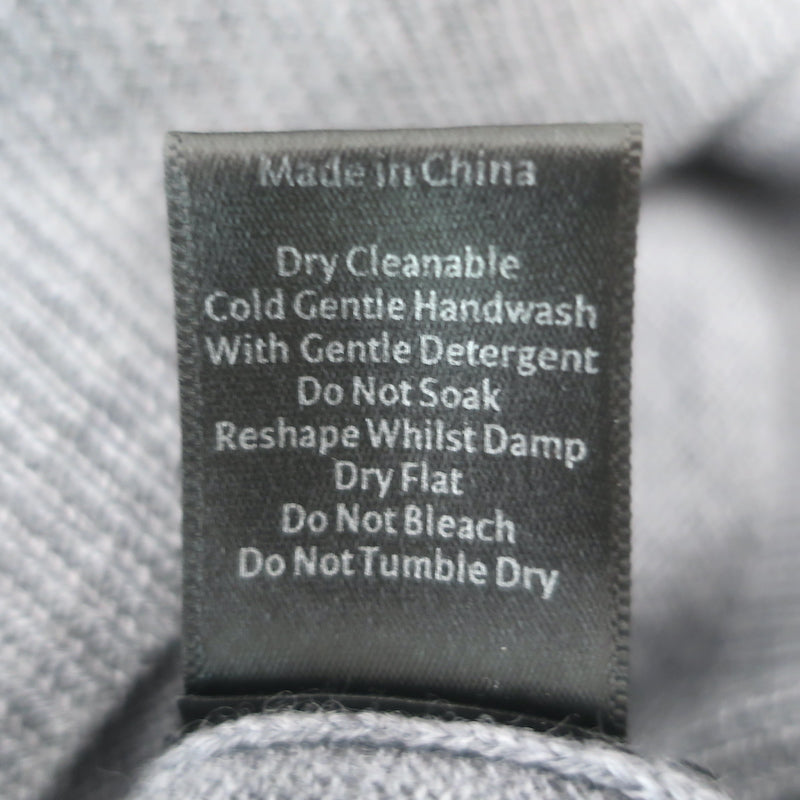 Made in China
Dry Cleanable
Cold Gentle Handwash
With Gentle Detergent
Do Not Soak
Reshape Whilst Damp
Dry Flat
Do Not Bleach
Do Not Tumble Dry